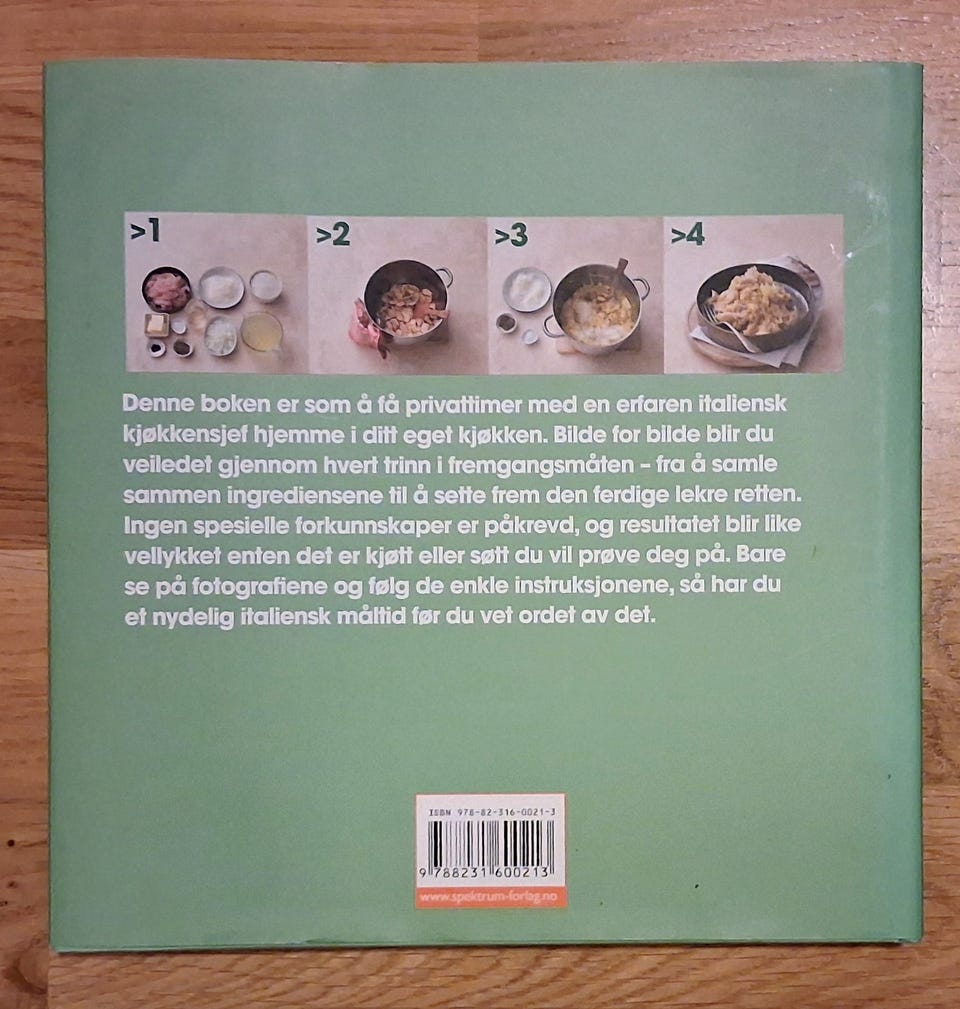 >1 >2 >3 >4
Denne boken er som å få privattimer med en erfaren italiensk
kjøkkensjef hjemme i ditt eget kjøkken. Bilde for bilde blir du
veiledet gjennom hvert trinn i fremgangsmåten – fra å samle
sammen ingrediensene til å sette frem den ferdige lekre retten.
Ingen spesielle forkunnskaper er påkrevd, og resultatet blir like
vellykket enten det er kjøtt eller søtt du vil prøve deg på. Bare
se på fotografiene og følg de enkle instruksjonene, så har du
et nydelig italiensk måltid før du vet ordet av det.
ISBN 978-82-316-0021-3
9 788231 600213
www.spektrum-forlag.no